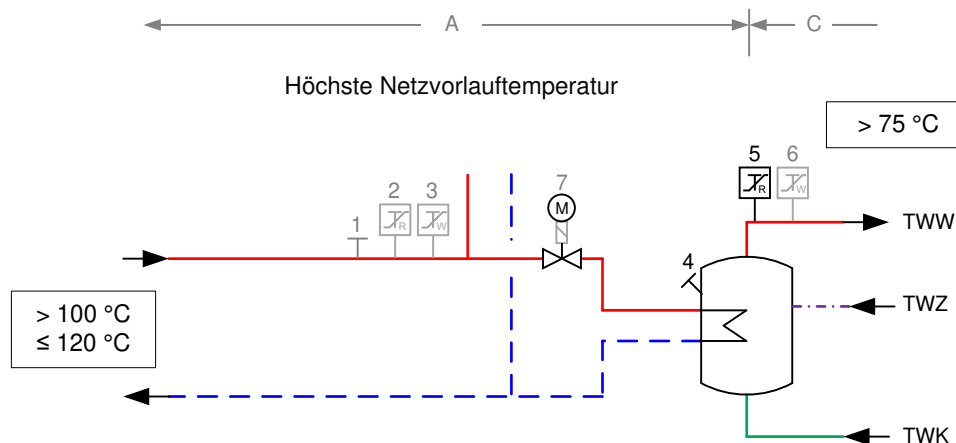 A
C
Höchste Netzvorlauftemperatur
> 75 °C
5
6
R
W
7
M
2
3
R
W
1
TWW
4
> 100 °C
≤ 120 °C
TWZ
TWK